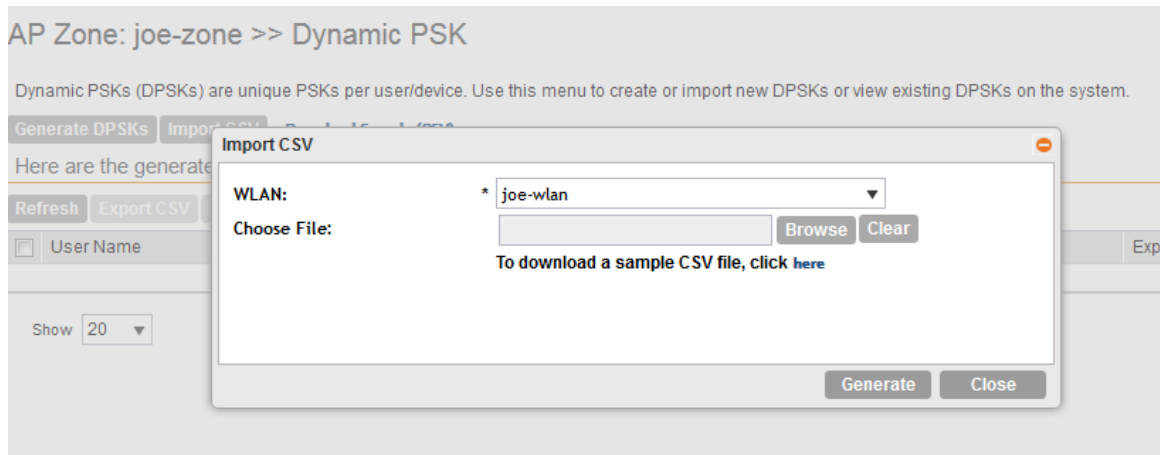 AP Zone: joe-zone >> Dynamic PSK
Dynamic PSKs (DPSKs) are unique PSKs per user/device. Use this menu to create or import new DPSKs or view existing DPSKs on the system.
Generate DPSKs Import CSV
Import CSV
Here are the generate
WLAN: * joe-wlan
Refresh Export CSV
Choose File: Browse Clear
User Name Exp
To download a sample CSV file, click here
Show 20
Generate Close